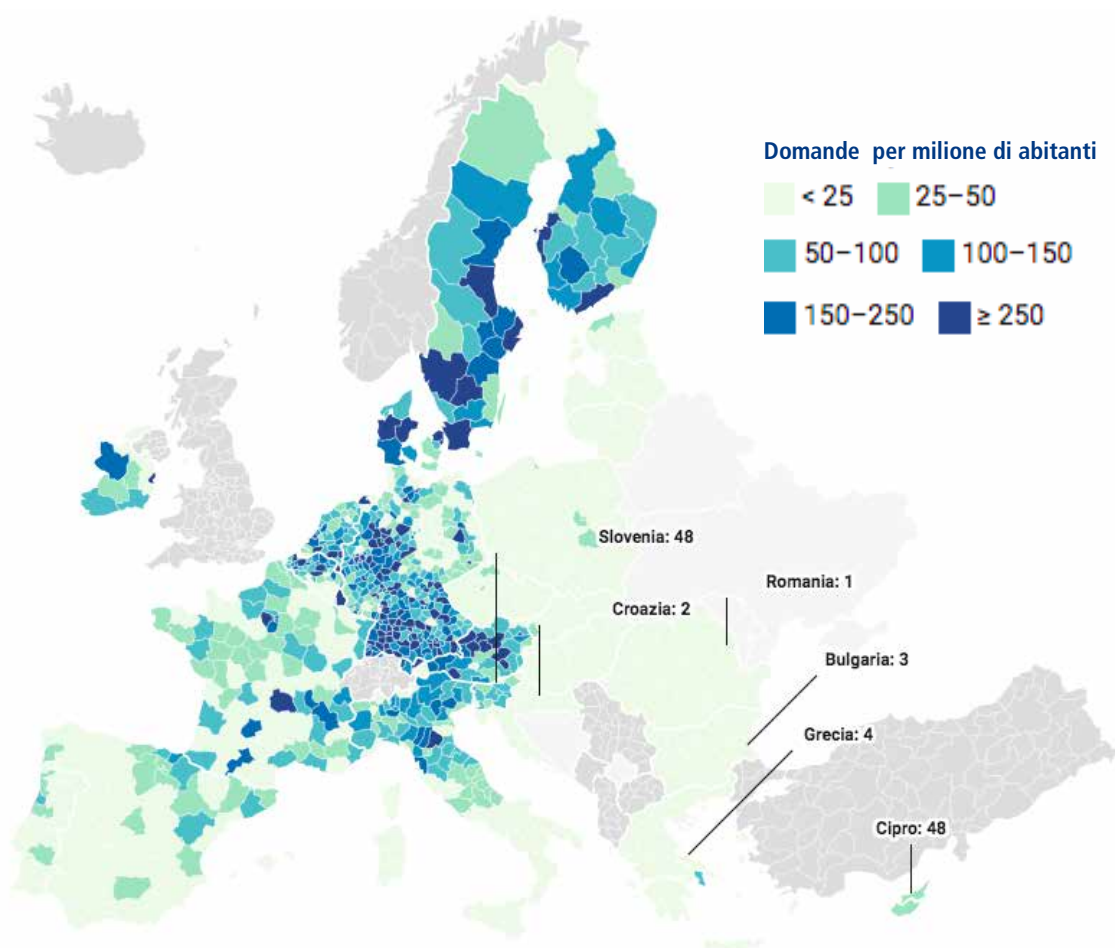 Domande per milione di abitanti
< 25
25–50
50–100
100–150
150–250
≥ 250
Slovenia: 48
Romania: 1
Croazia: 2
Bulgaria: 3
Grecia: 4
Cipro: 48